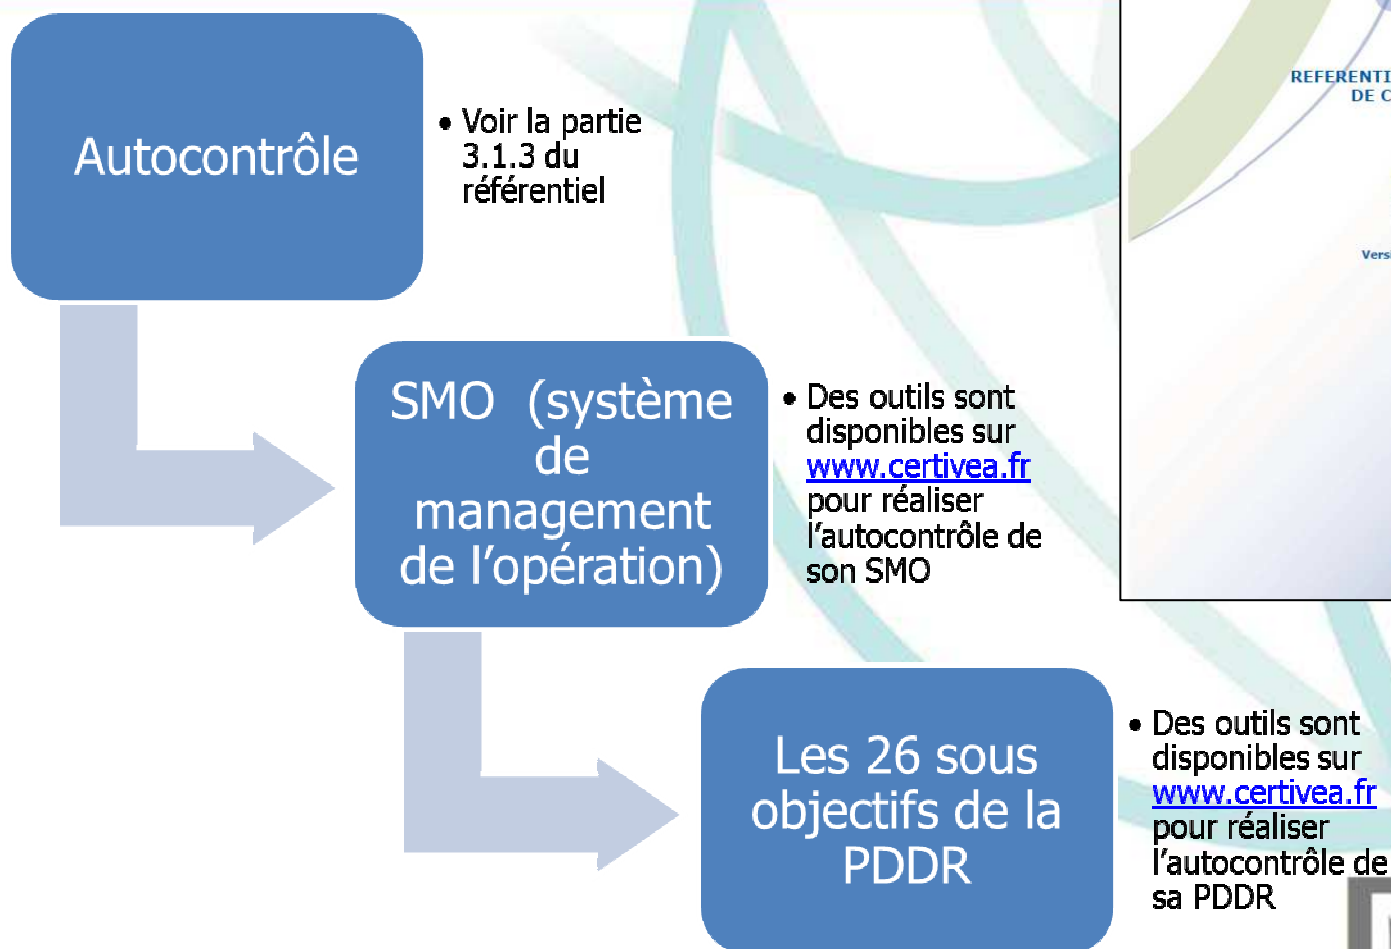 Autocontrôle
• Voir la partie
3.1.3 du
référentiel
SMO (système
de
management
de l’opération)
• Des outils sont
disponibles sur
www.certivea.fr
pour réaliser
l’autocontrôle de
son SMO
Les 26 sous
objectifs de la
PDDR
• Des outils sont
disponibles sur
www.certivea.fr
pour réaliser
l’autocontrôle de
sa PDDR
DE